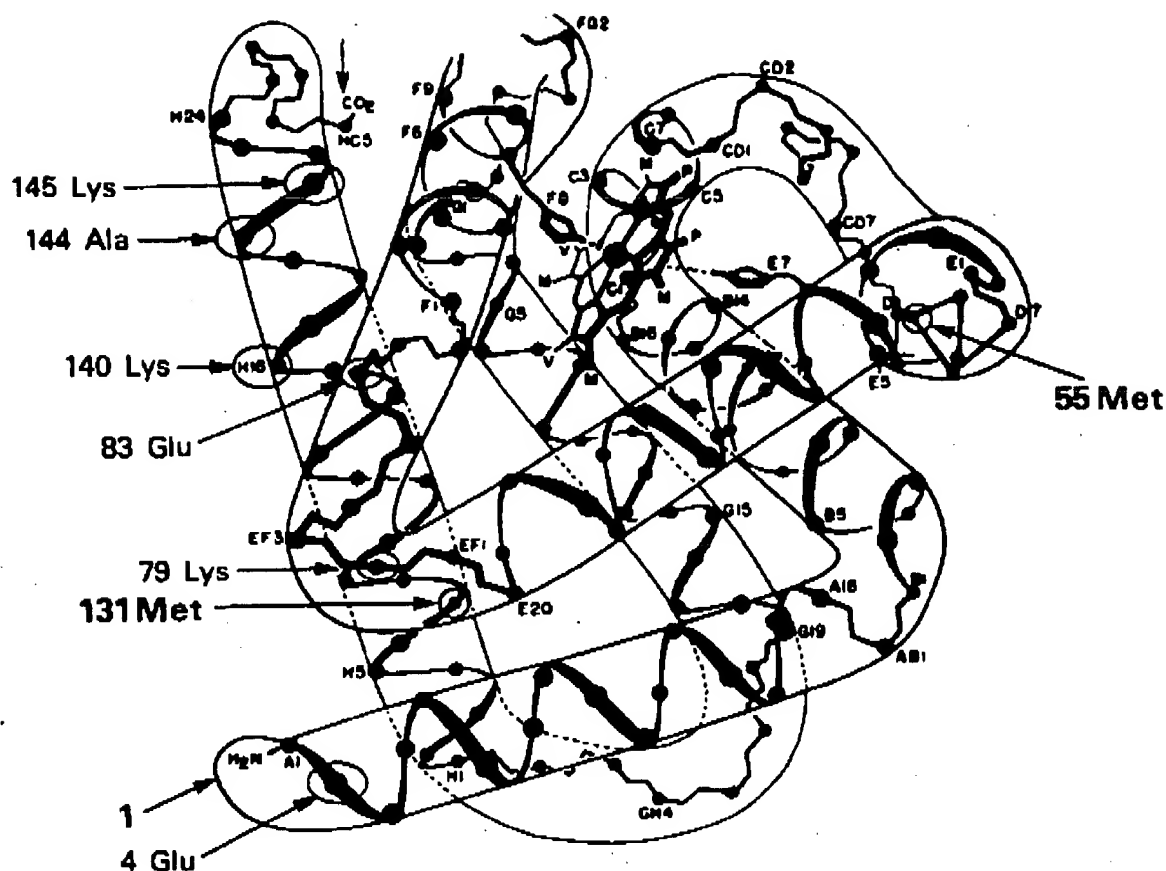 FG2
CD2
F9
CO2
H24
HC5
C7
CD1
F6
M
P
145 Lys
C3
C5
F8
144 Ala
CD7
V
P
E7
E1
M
M
F1
G5
D7
140 Lys
H16
V
M
E5
55 Met
83 Glu
G15
B5
EF3
EF1
79 Lys
131 Met
E20
A16
G19
H5
AB1
H2N
A1
H1
1
GH4
4 Glu